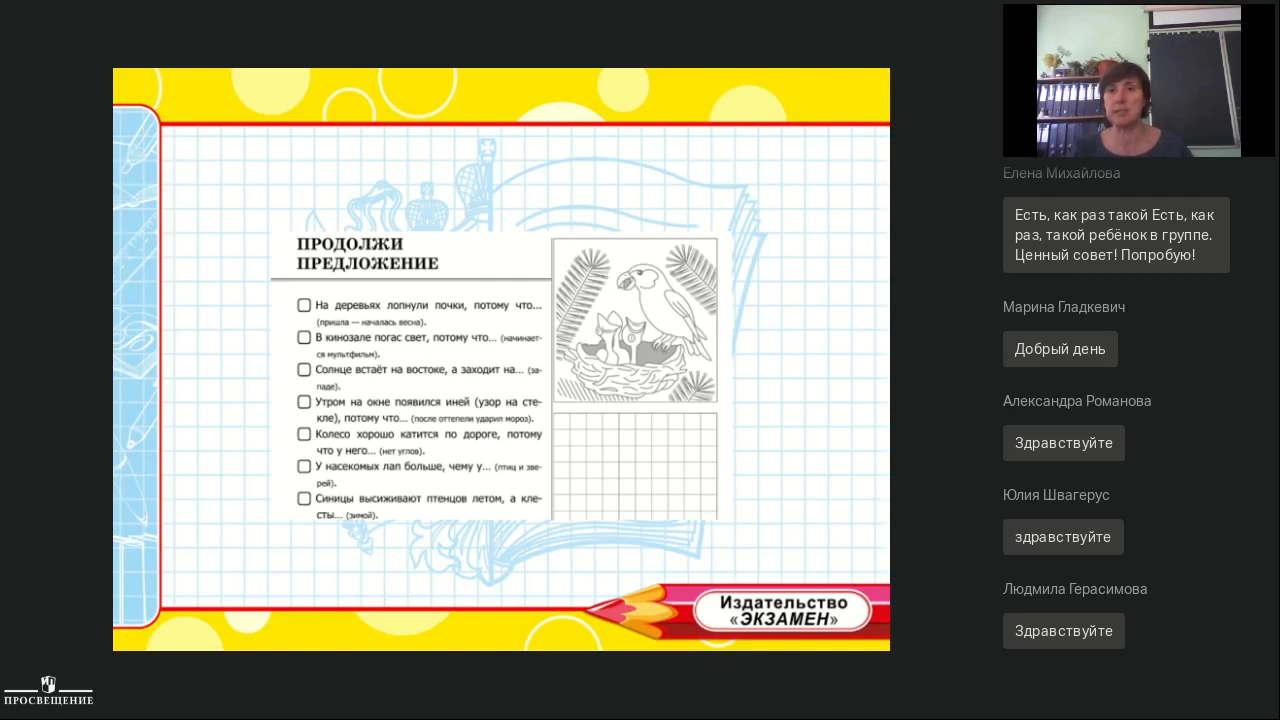 ПРОДОЛЖИ
ПРЕДЛОЖЕНИЕ
На деревьях лопнули почки, потому что...
(пришла — началась весна).
В кинозале погас свет, потому что... (начинает-
ся мультфильм).
Солнце встаёт на востоке, а заходит на... (за-
паде).
Утром на окне появился иней (узор на сте-
кле), потому что... (после оттепели ударил мороз).
Колесо хорошо катится по дороге, потому
что у него... (нет углов).
У насекомых лап больше, чем у... (птиц и зве-
рей).
Синицы высиживают птенцов летом, а кле-
сты... (зимой).
Издательство
«ЭКЗАМЕН»
ПРОСВЕЩЕНИЕ
Елена Михайлова
Есть, как раз такой Есть, как
раз, такой ребёнок в группе.
Ценный совет! Попробую!
Марина Гладкевич
Добрый день
Александра Романова
Здравствуйте
Юлия Швагерус
здравствуйте
Людмила Герасимова
Здравствуйте